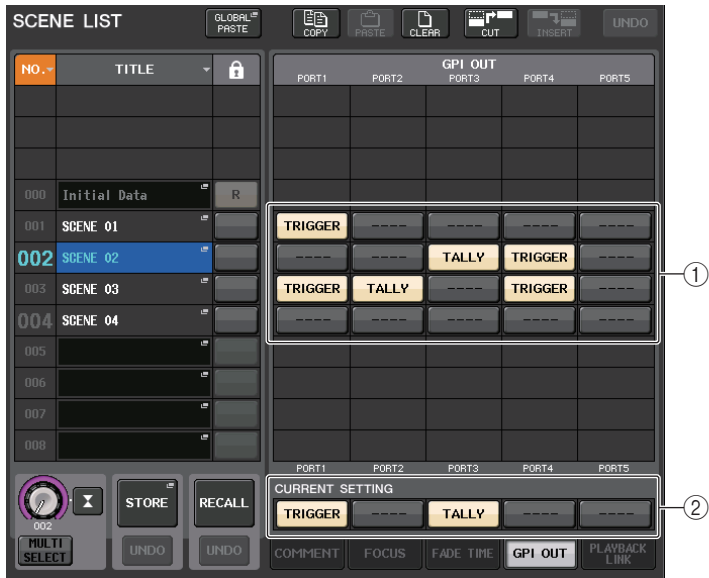 SCENE LIST GLOBAL PASTE COPY PASTE CLEAR CUT INSERT UNDO
NO. TITLE GPI OUT
PORT1 PORT2 PORT3 PORT4 PORT5
000 Initial Data R
001 SCENE 01 TRIGGER ---- ---- ---- ----
002 SCENE 02 ---- ---- TALLY TRIGGER ----
003 SCENE 03 TRIGGER TALLY ---- TRIGGER ----
004 SCENE 04 ---- ---- ---- ---- ----
①
005
006
007
008
PORT1 PORT2 PORT3 PORT4 PORT5
CURRENT SETTING
TRIGGER ---- TALLY ---- ----
②
002
STORE RECALL
MULTI SELECT UNDO UNDO
COMMENT FOCUS FADE TIME GPI OUT PLAYBACK LINK